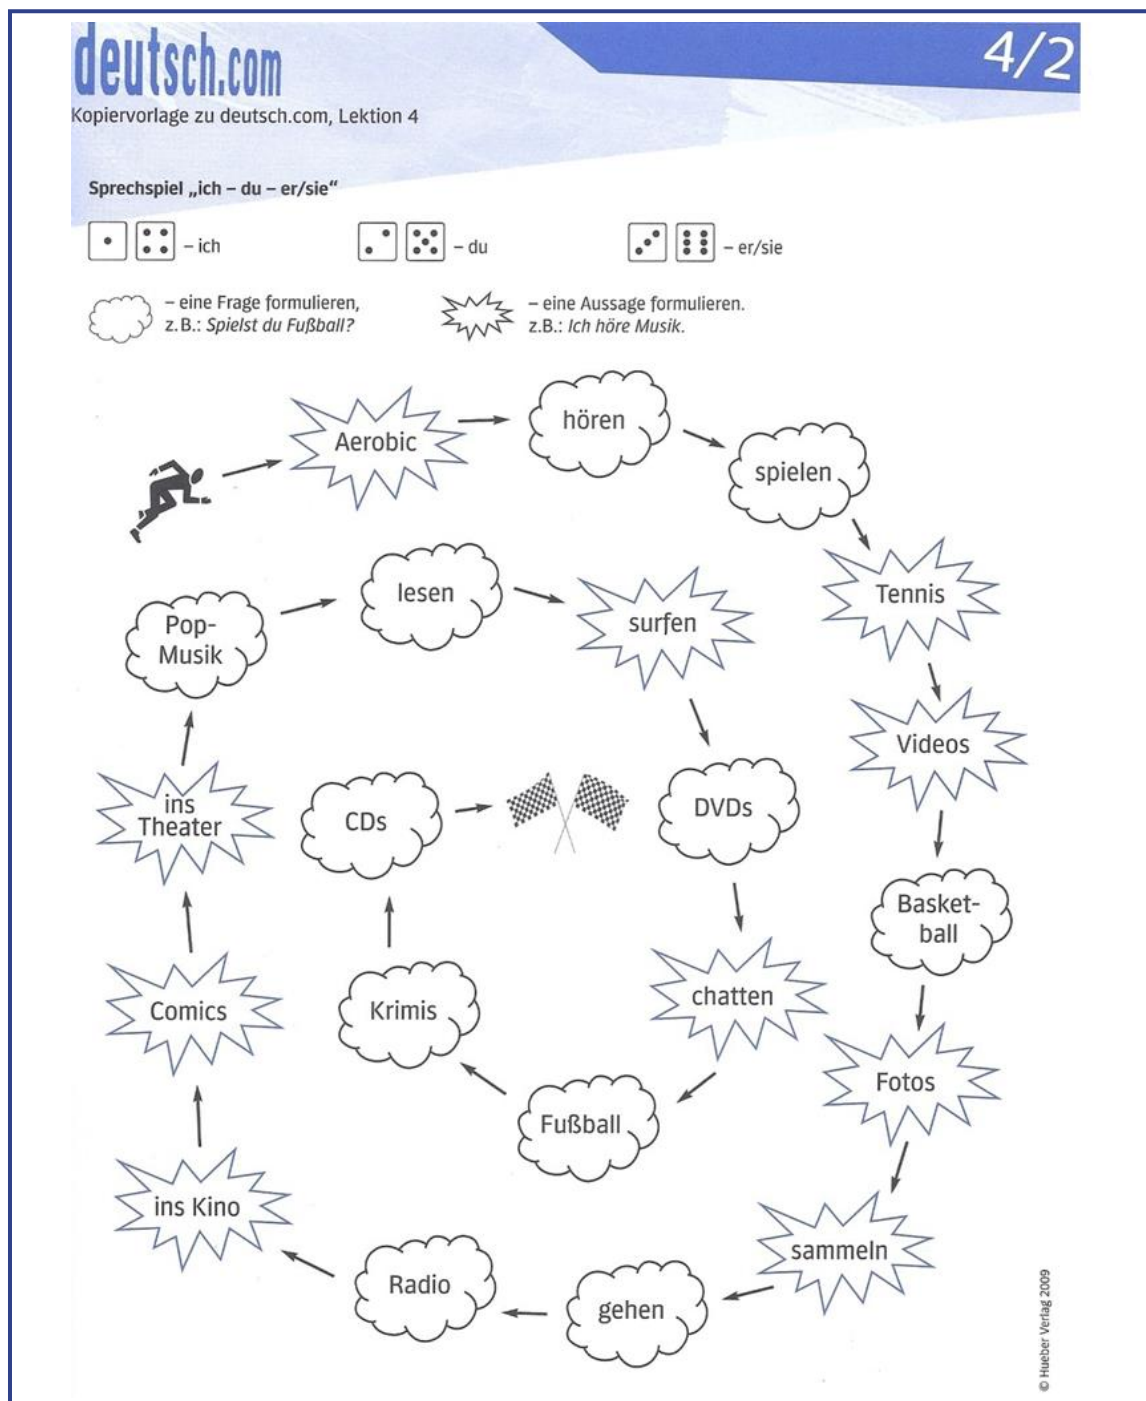 deutsch.com
4/2
Kopiervorlage zu deutsch.com, Lektion 4
Sprechspiel „ich – du – er/sie“
– ich
– du
– er/sie
– eine Frage formulieren,
z.B.: Spielst du Fußball?
– eine Aussage formulieren.
z.B.: Ich höre Musik.
Aerobic
hören
spielen
Tennis
Videos
Basket-
ball
Fotos
sammeln
gehen
Radio
ins Kino
Comics
ins
Theater
Pop-
Musik
lesen
surfen
DVDs
chatten
Fußball
Krimis
CDs
© Hueber Verlag 2009